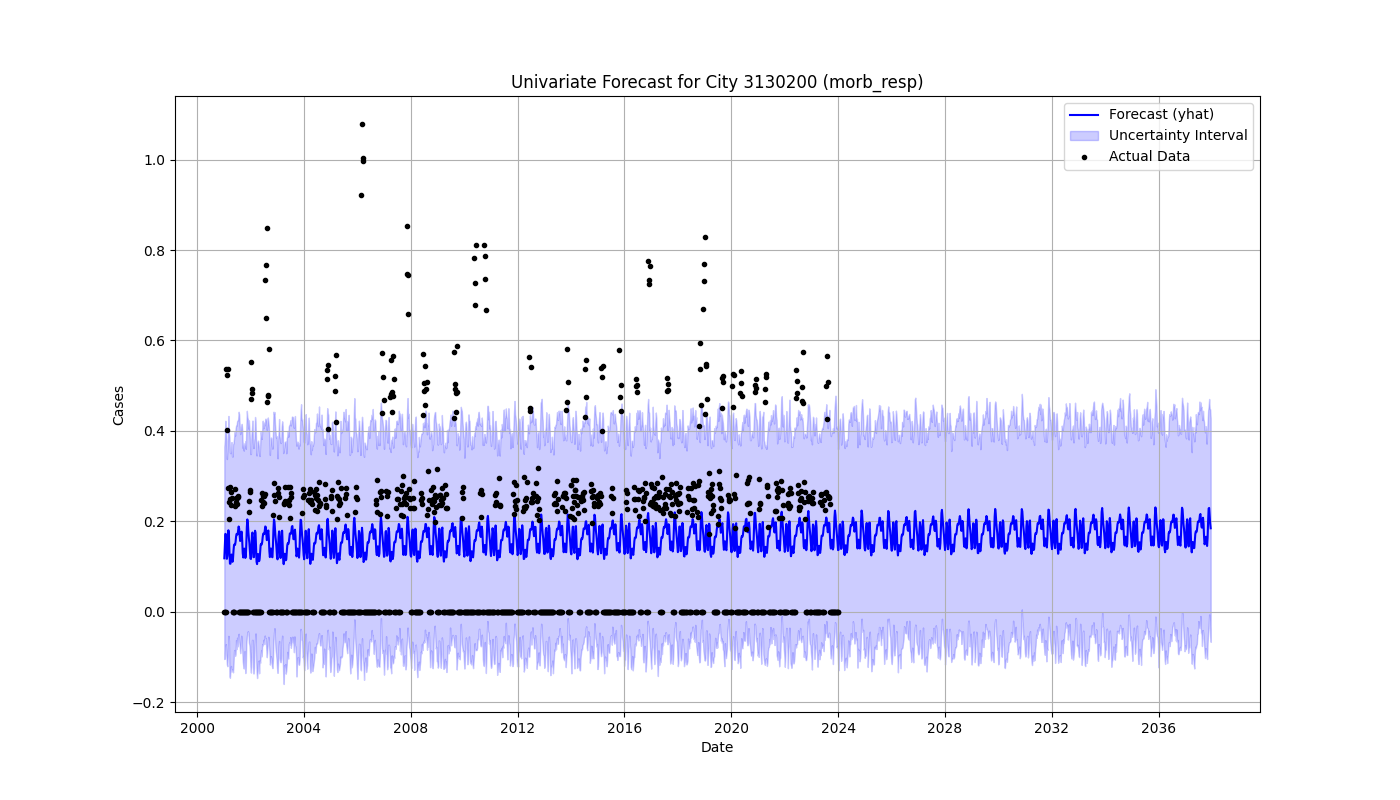 Univariate Forecast for City 3130200 (morb_resp)
Forecast (yhat)
Uncertainty Interval
Actual Data
Cases
1.0
0.8
0.6
0.4
0.2
0.0
−0.2
2000 2004 2008 2012 2016 2020 2024 2028 2032 2036
Date